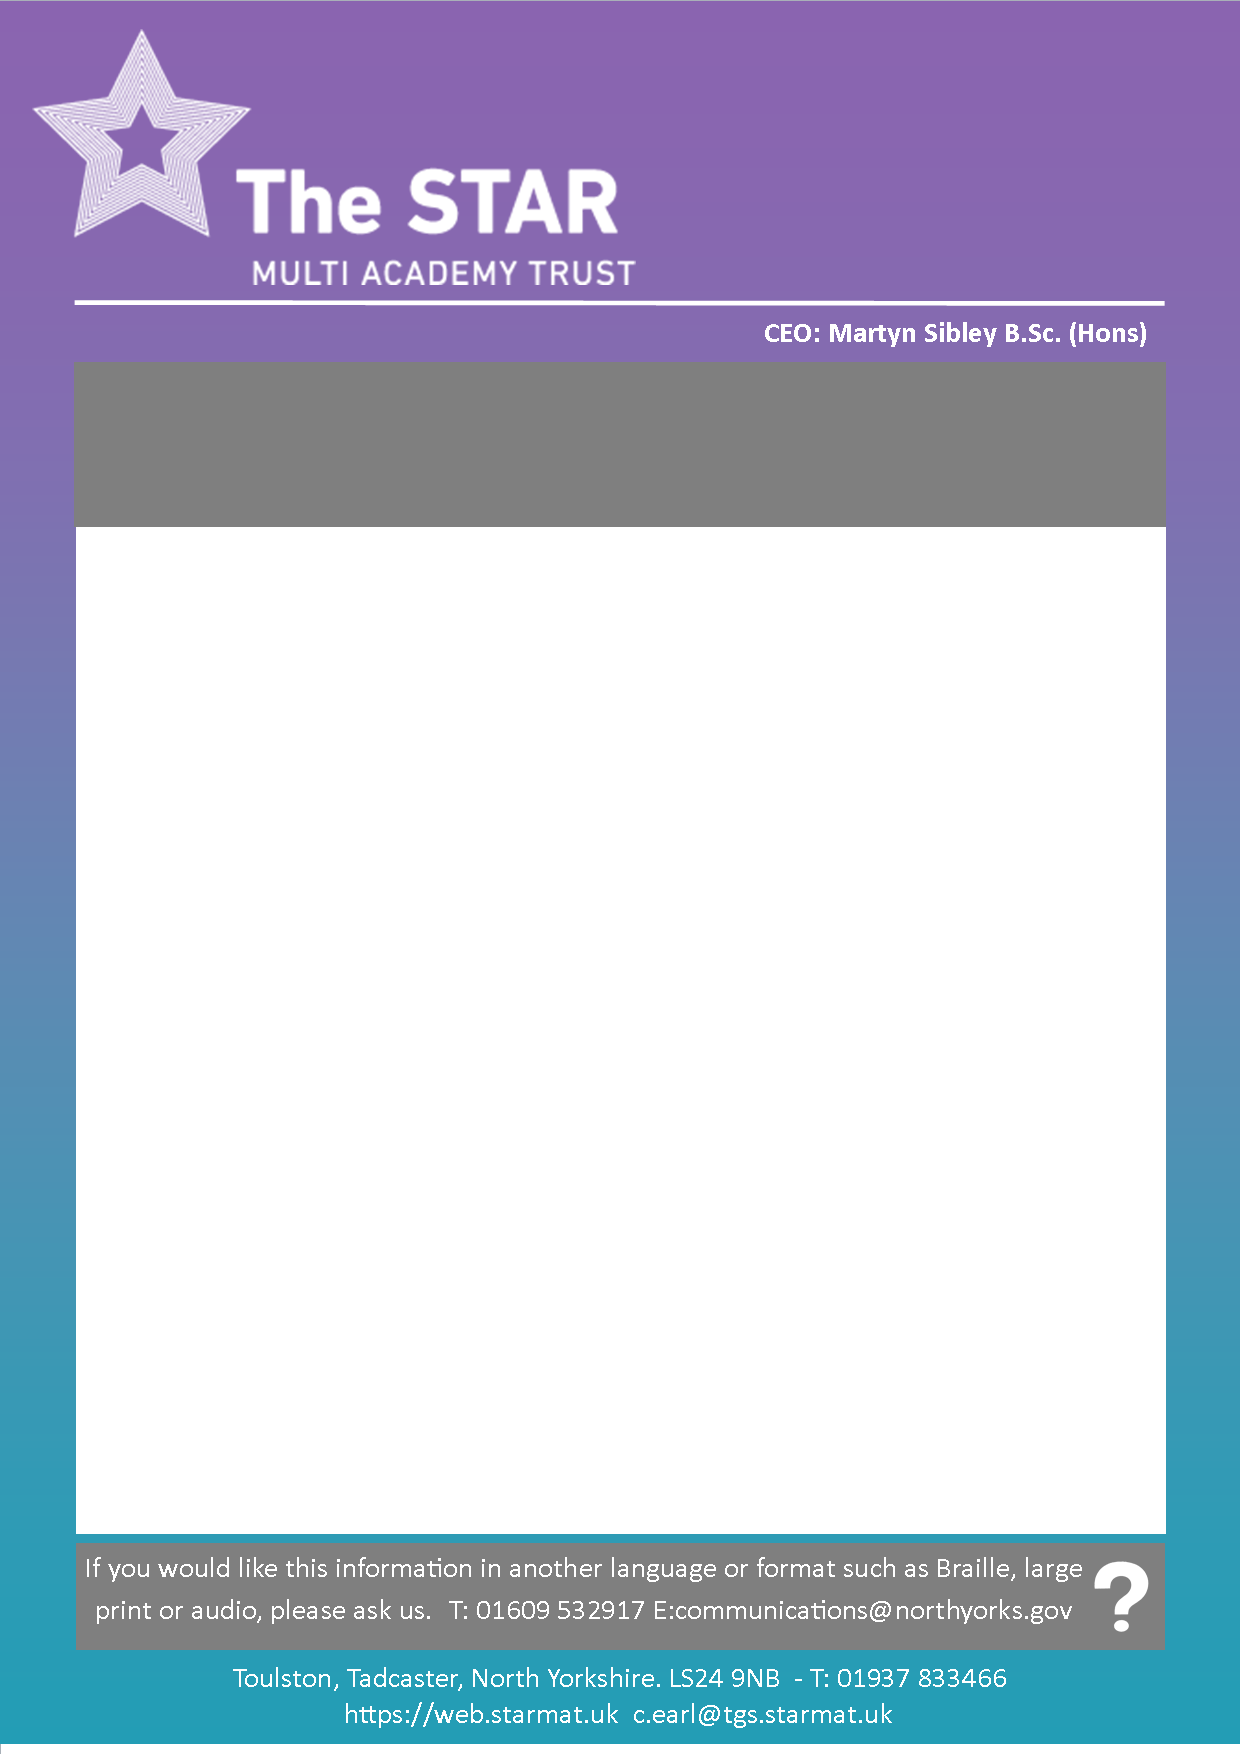 The STAR
MULTI ACADEMY TRUST
CEO: Martyn Sibley B.Sc. (Hons)
If you would like this information in another language or format such as Braille, large
print or audio, please ask us.  T: 01609 532917 E:communications@northyorks.gov
?
Toulston, Tadcaster, North Yorkshire. LS24 9NB  - T: 01937 833466
https://web.starmat.uk  c.earl@tgs.starmat.uk